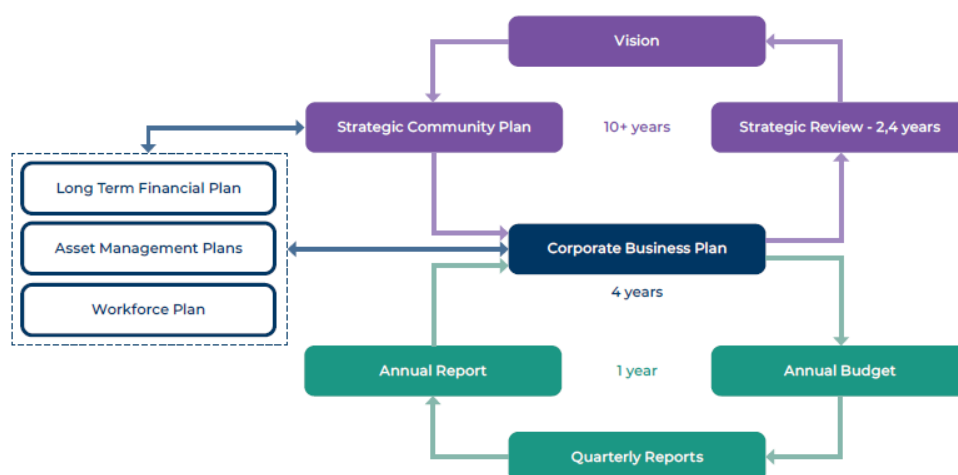 Vision
Strategic Community Plan
10+ years
Strategic Review - 2,4 years
Long Term Financial Plan
Asset Management Plans
Workforce Plan
Corporate Business Plan
4 years
Annual Report
1 year
Annual Budget
Quarterly Reports